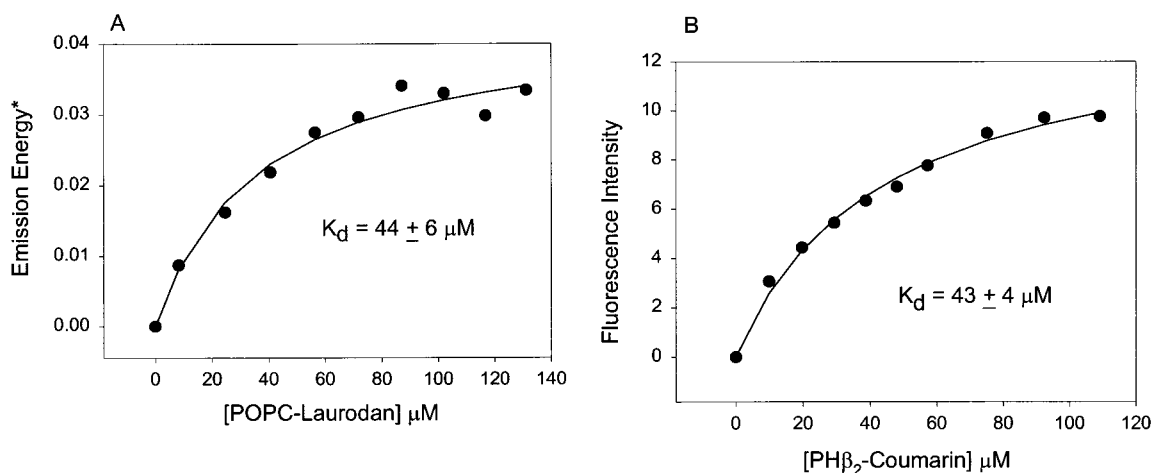 A
Emission Energy*
0.04
0.03
0.02
0.01
0.00
K_d = 44 ± 6 μM
0 20 40 60 80 100 120 140
[POPC-Laurodan] μM
B
Fluorescence Intensity
12
10
8
6
4
2
0
K_d = 43 ± 4 μM
0 20 40 60 80 100 120
[PHβ₂-Coumarin] μM